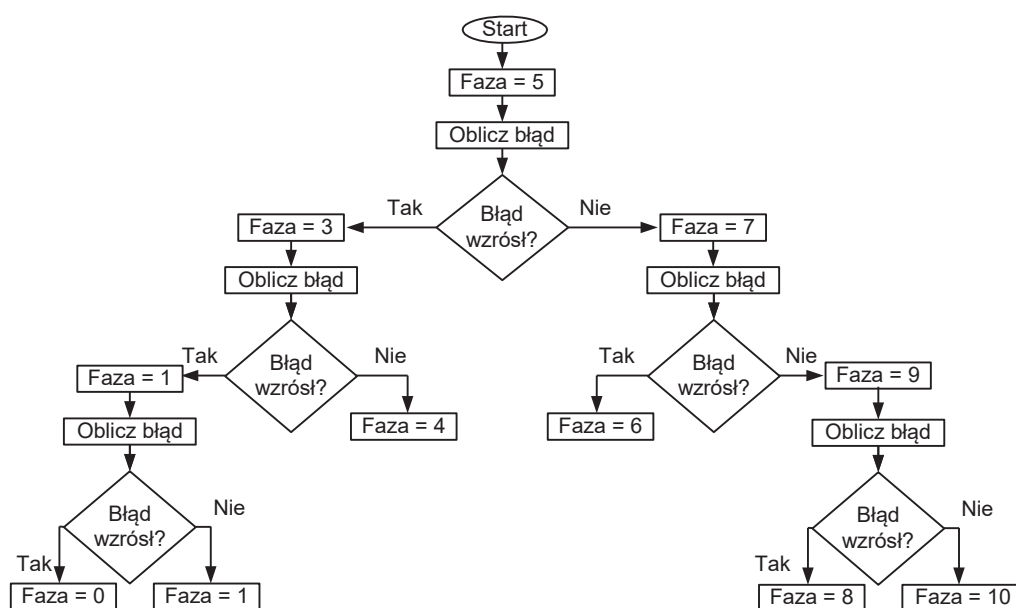 Start
Faza = 5
Oblicz błąd
Błąd
wzrósł?
Tak
Nie
Faza = 3
Faza = 7
Oblicz błąd
Oblicz błąd
Błąd
wzrósł?
Tak
Nie
Błąd
wzrósł?
Tak
Nie
Faza = 1
Faza = 4
Faza = 6
Faza = 9
Oblicz błąd
Oblicz błąd
Błąd
wzrósł?
Tak
Nie
Błąd
wzrósł?
Tak
Nie
Faza = 0
Faza = 1
Faza = 8
Faza = 10